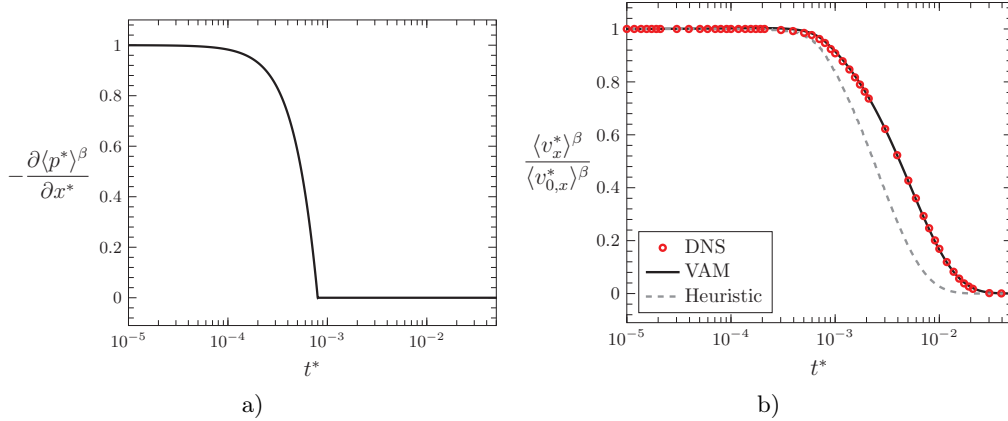 1
0.8
0.6
0.4
0.2
0
−∂⟨p*⟩^β / ∂x*
10^−5 10^−4 10^−3 10^−2
t*
a)
1
0.8
0.6
0.4
0.2
0
⟨v*_x⟩^β / ⟨v*_{0,x}⟩^β
DNS
VAM
Heuristic
10^−5 10^−4 10^−3 10^−2
t*
b)